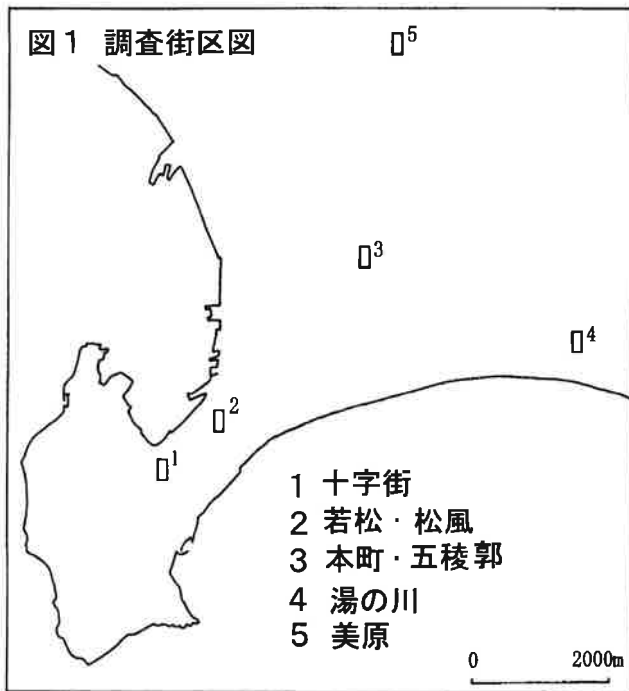 図1 調査街区図
5
3
4
2
1
1 十字街
2 若松・松風
3 本町・五稜郭
4 湯の川
5 美原
0 2000m